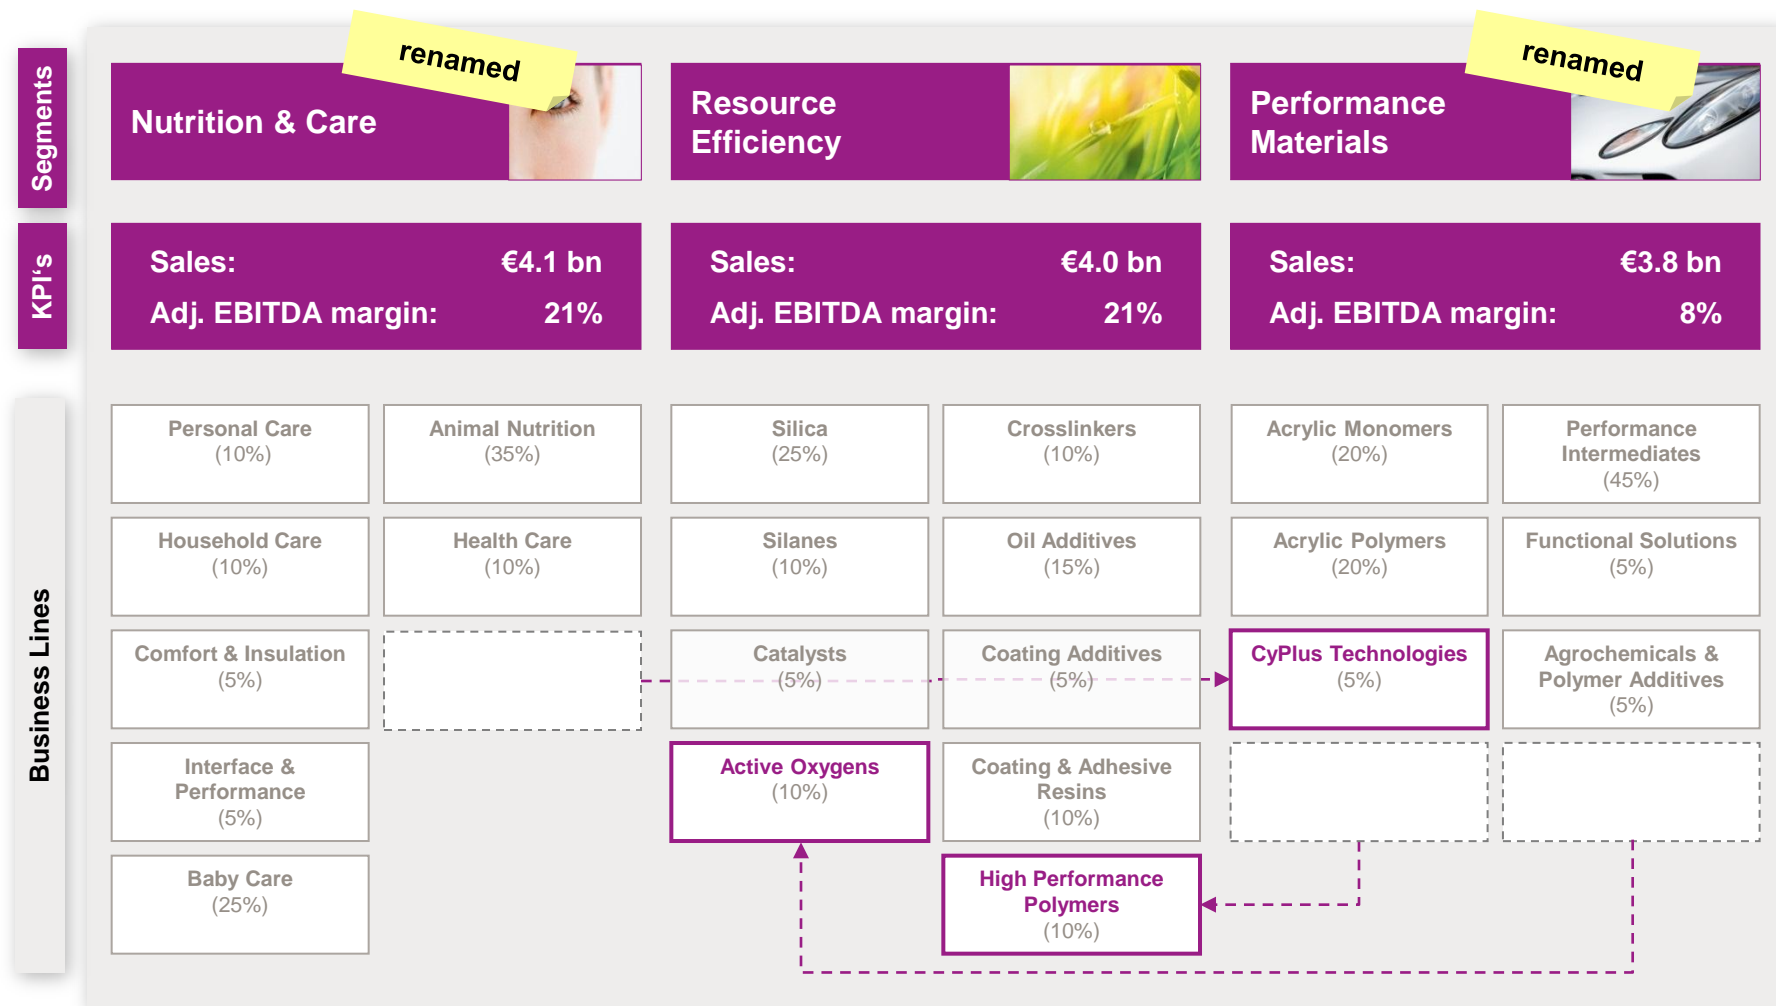 renamed
renamed
Segments
Nutrition & Care
Resource
Efficiency
Performance
Materials
KPI‘s
Sales: €4.1 bn
Adj. EBITDA margin: 21%
Sales: €4.0 bn
Adj. EBITDA margin: 21%
Sales: €3.8 bn
Adj. EBITDA margin: 8%
Business Lines
Personal Care
(10%)
Animal Nutrition
(35%)
Silica
(25%)
Crosslinkers
(10%)
Acrylic Monomers
(20%)
Performance
Intermediates
(45%)
Household Care
(10%)
Health Care
(10%)
Silanes
(10%)
Oil Additives
(15%)
Acrylic Polymers
(20%)
Functional Solutions
(5%)
Comfort & Insulation
(5%)
Catalysts
(5%)
Coating Additives
(5%)
CyPlus Technologies
(5%)
Agrochemicals &
Polymer Additives
(5%)
Interface &
Performance
(5%)
Active Oxygens
(10%)
Coating & Adhesive
Resins
(10%)
Baby Care
(25%)
High Performance
Polymers
(10%)